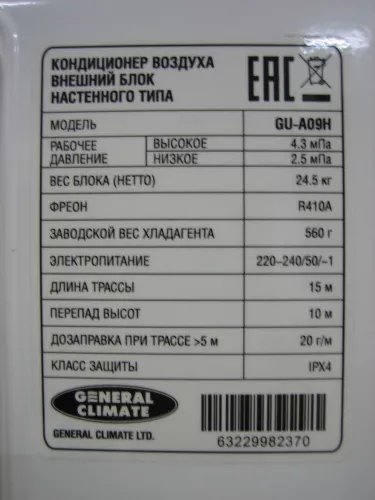 КОНДИЦИОНЕР ВОЗДУХА
ВНЕШНИЙ БЛОК
НАСТЕННОГО ТИПА
EAC
МОДЕЛЬ GU-A09H
РАБОЧЕЕ ДАВЛЕНИЕ ВЫСОКОЕ 4.3 мПа
НИЗКОЕ 2.5 мПа
ВЕС БЛОКА (НЕТТО) 24.5 кг
ФРЕОН R410A
ЗАВОДСКОЙ ВЕС ХЛАДАГЕНТА 560 г
ЭЛЕКТРОПИТАНИЕ 220-240/50/~1
ДЛИНА ТРАССЫ 15 м
ПЕРЕПАД ВЫСОТ 10 м
ДОЗАПРАВКА ПРИ ТРАССЕ >5 м 20 г/м
КЛАСС ЗАЩИТЫ IPX4
GENERAL
CLIMATE
GENERAL CLIMATE LTD.
63229982370